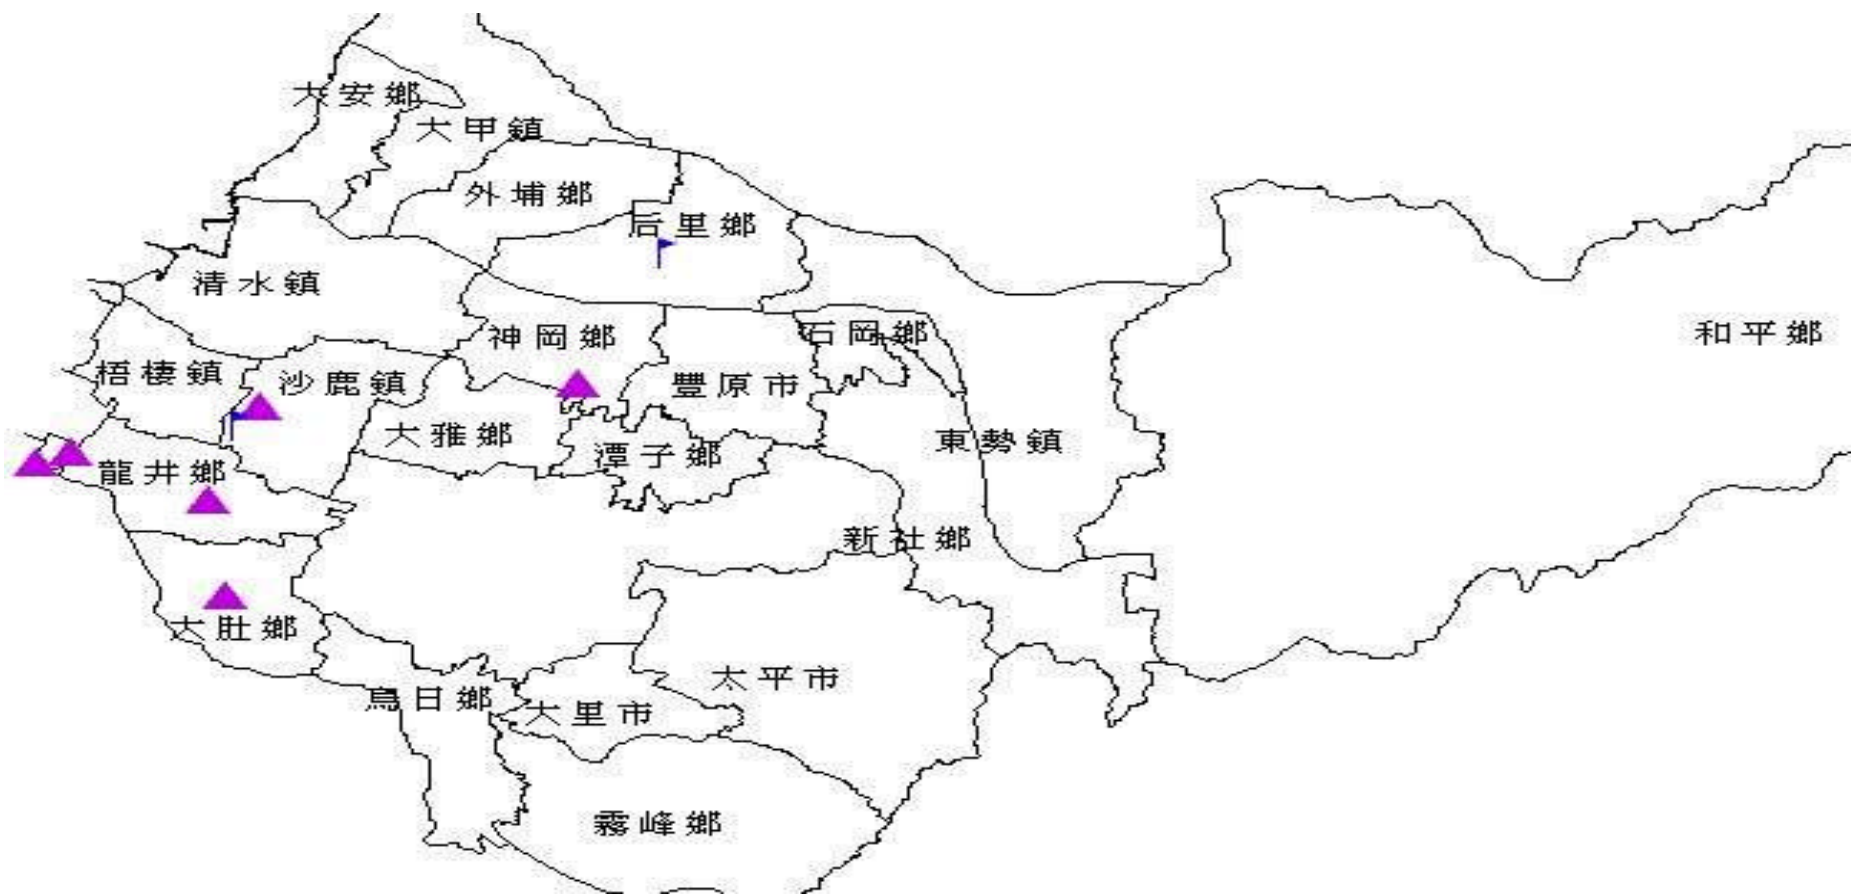 大安鄉
大甲鎮
外埔鄉
后里鄉
清水鎮
神岡鄉
石岡鄉
和平鄉
梧棲鎮
沙鹿鎮
豐原市
大雅鄉
潭子鄉
東勢鎮
龍井鄉
新社鄉
大肚鄉
太平市
烏日鄉
大里市
霧峰鄉